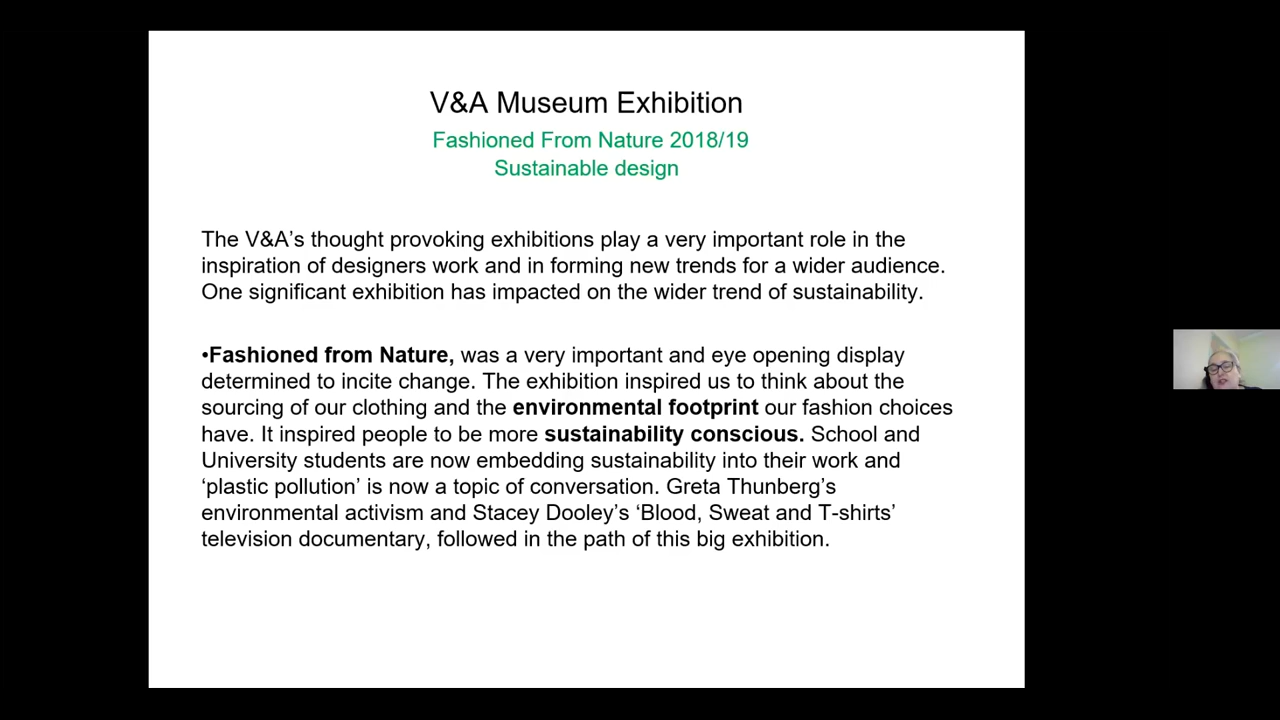 V&A Museum Exhibition
Fashioned From Nature 2018/19
Sustainable design
The V&A’s thought provoking exhibitions play a very important role in the
inspiration of designers work and in forming new trends for a wider audience.
One significant exhibition has impacted on the wider trend of sustainability.
•Fashioned from Nature, was a very important and eye opening display
determined to incite change. The exhibition inspired us to think about the
sourcing of our clothing and the environmental footprint our fashion choices
have. It inspired people to be more sustainability conscious. School and
University students are now embedding sustainability into their work and
‘plastic pollution’ is now a topic of conversation. Greta Thunberg’s
environmental activism and Stacey Dooley’s ‘Blood, Sweat and T-shirts’
television documentary, followed in the path of this big exhibition.